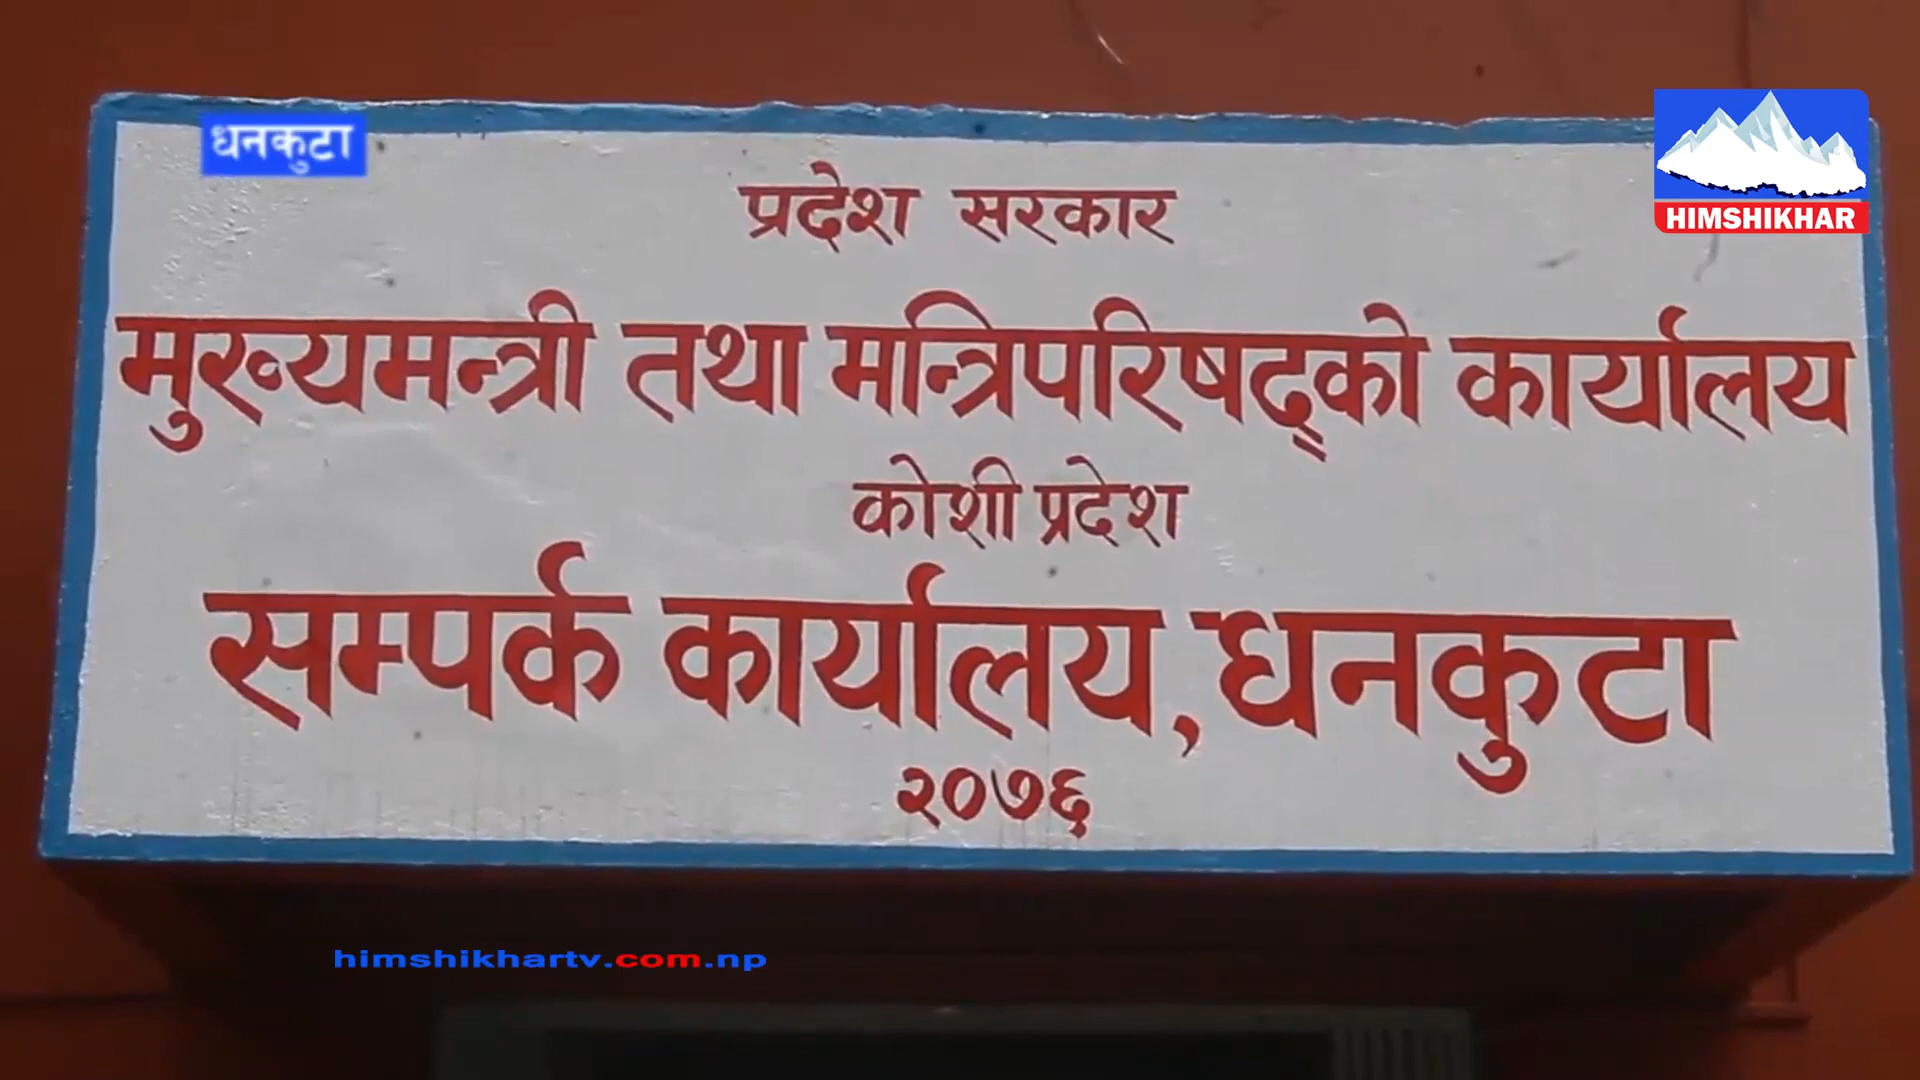 धनकुटा
HIMSHIKHAR
प्रदेश सरकार
मुख्यमन्त्री तथा मन्त्रिपरिषद्को कार्यालय
कोशी प्रदेश
सम्पर्क कार्यालय, धनकुटा
२०७६
himshikhartv.com.np